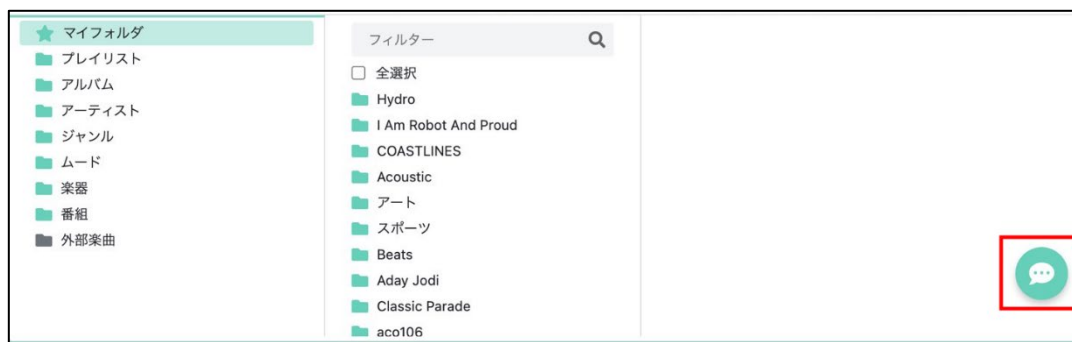 マイフォルダ
プレイリスト
アルバム
アーティスト
ジャンル
ムード
楽器
番組
外部楽曲
フィルター
全選択
Hydro
I Am Robot And Proud
COASTLINES
Acoustic
アート
スポーツ
Beats
Aday Jodi
Classic Parade
aco106